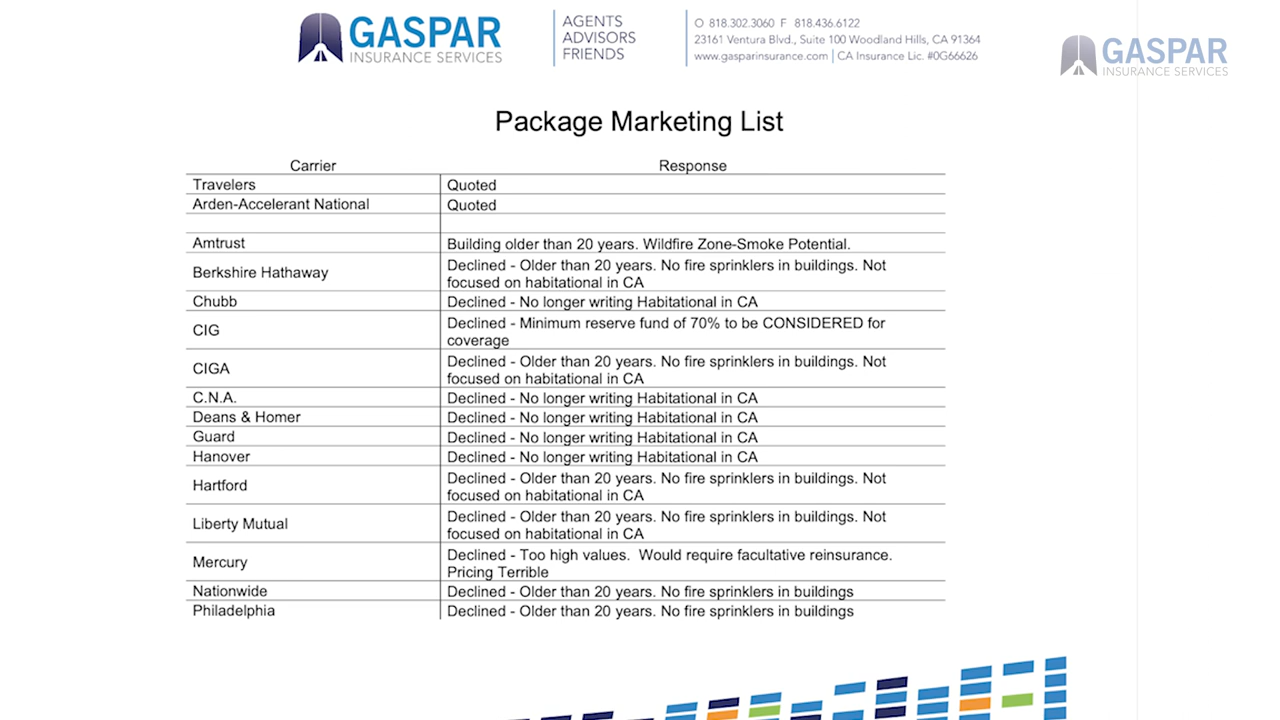 GASPAR
INSURANCE SERVICES
AGENTS
ADVISORS
FRIENDS
O 818.302.3060 F 818.436.6122
23161 Ventura Blvd., Suite 100 Woodland Hills, CA 91364
www.gasparinsurance.com | CA Insurance Lic. #0G66626
GASPAR
INSURANCE SERVICES
Package Marketing List
Carrier Response
Travelers Quoted
Arden-Accelerant National Quoted
Amtrust Building older than 20 years. Wildfire Zone-Smoke Potential.
Berkshire Hathaway Declined - Older than 20 years. No fire sprinklers in buildings. Not
focused on habitational in CA
Chubb Declined - No longer writing Habitational in CA
CIG Declined - Minimum reserve fund of 70% to be CONSIDERED for
coverage
CIGA Declined - Older than 20 years. No fire sprinklers in buildings. Not
focused on habitational in CA
C.N.A. Declined - No longer writing Habitational in CA
Deans & Homer Declined - No longer writing Habitational in CA
Guard Declined - No longer writing Habitational in CA
Hanover Declined - No longer writing Habitational in CA
Hartford Declined - Older than 20 years. No fire sprinklers in buildings. Not
focused on habitational in CA
Liberty Mutual Declined - Older than 20 years. No fire sprinklers in buildings. Not
focused on habitational in CA
Mercury Declined - Too high values. Would require facultative reinsurance.
Pricing Terrible
Nationwide Declined - Older than 20 years. No fire sprinklers in buildings
Philadelphia Declined - Older than 20 years. No fire sprinklers in buildings